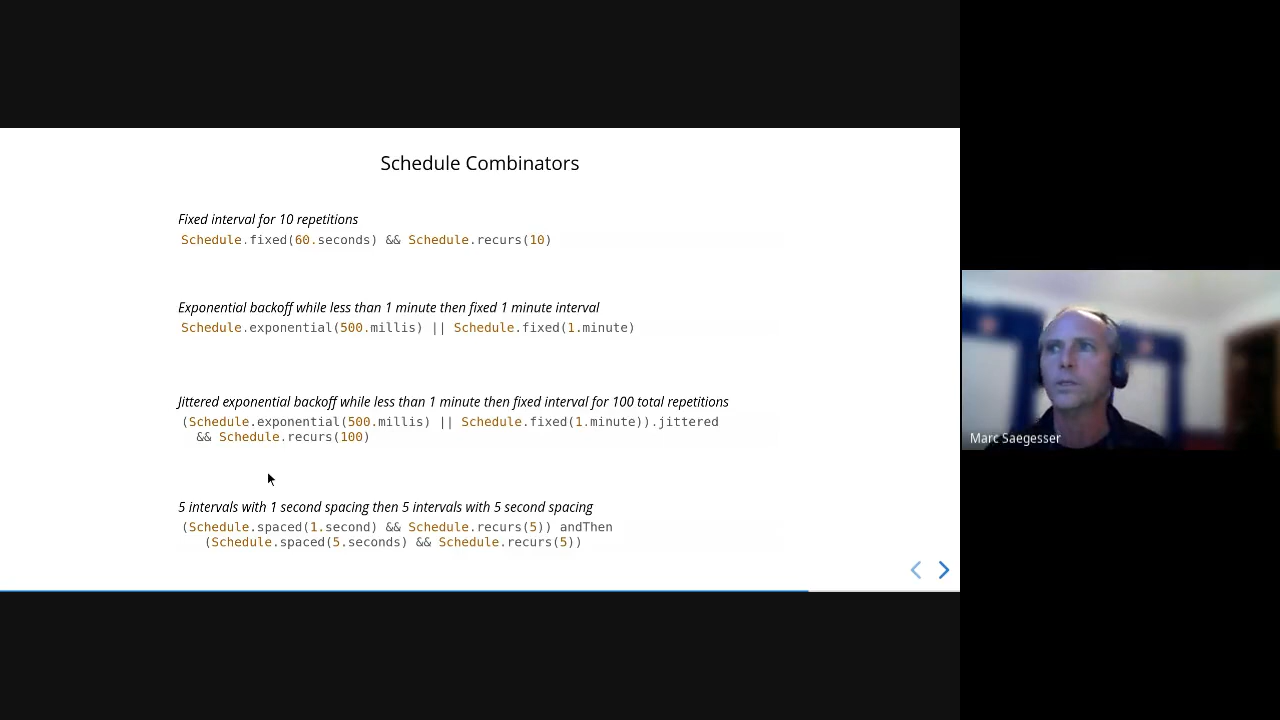 Schedule Combinators
Fixed interval for 10 repetitions
Schedule.fixed(60.seconds) && Schedule.recurs(10)
Exponential backoff while less than 1 minute then fixed 1 minute interval
Schedule.exponential(500.millis) || Schedule.fixed(1.minute)
Jittered exponential backoff while less than 1 minute then fixed interval for 100 total repetitions
(Schedule.exponential(500.millis) || Schedule.fixed(1.minute)).jittered
&& Schedule.recurs(100)
5 intervals with 1 second spacing then 5 intervals with 5 second spacing
(Schedule.spaced(1.second) && Schedule.recurs(5)) andThen
(Schedule.spaced(5.seconds) && Schedule.recurs(5))
Marc Saegesser